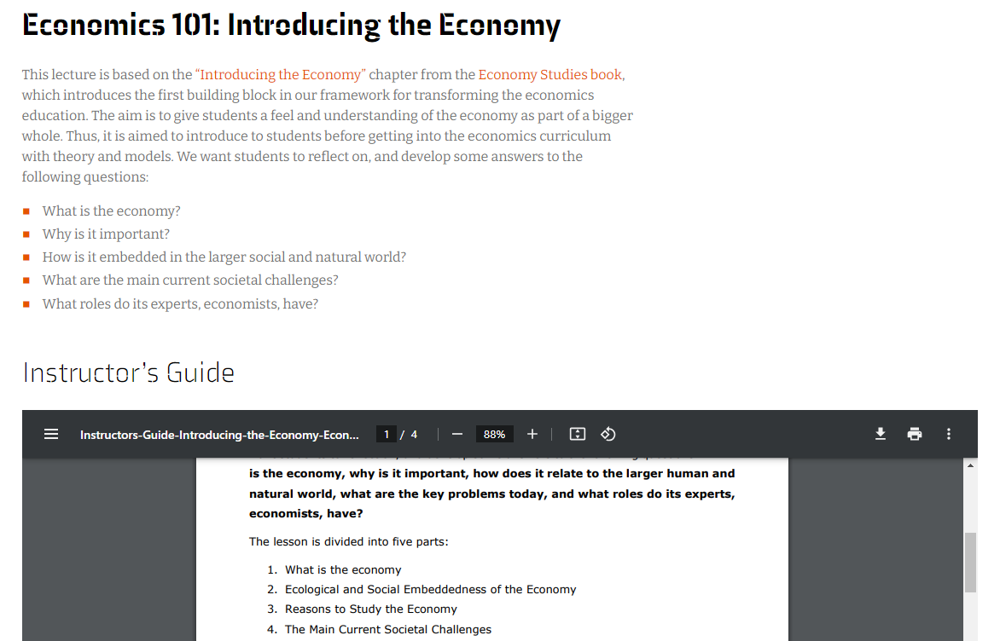 Economics 101: Introducing the Economy
This lecture is based on the “Introducing the Economy” chapter from the Economy Studies book,
which introduces the first building block in our framework for transforming the economics
education. The aim is to give students a feel and understanding of the economy as part of a bigger
whole. Thus, it is aimed to introduce to students before getting into the economics curriculum
with theory and models. We want students to reflect on, and develop some answers to the
following questions:
What is the economy?
Why is it important?
How is it embedded in the larger social and natural world?
What are the main current societal challenges?
What roles do its experts, economists, have?
Instructor’s Guide
Instructors-Guide-Introducing-the-Economy-Econ... 1 / 4 88%
is the economy, why is it important, how does it relate to the larger human and
natural world, what are the key problems today, and what roles do its experts,
economists, have?
The lesson is divided into five parts:
1. What is the economy
2. Ecological and Social Embeddedness of the Economy
3. Reasons to Study the Economy
4. The Main Current Societal Challenges